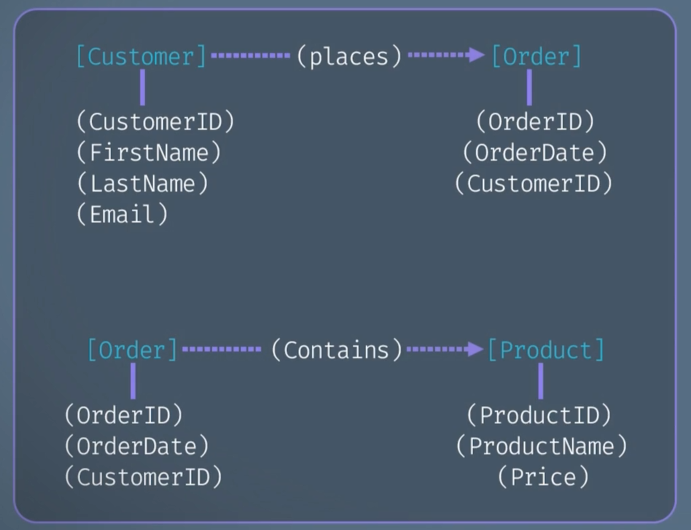 [Customer] (places) [Order]
(CustomerID)
(FirstName)
(LastName)
(Email)
(OrderID)
(OrderDate)
(CustomerID)
[Order] (Contains) [Product]
(OrderID)
(OrderDate)
(CustomerID)
(ProductID)
(ProductName)
(Price)